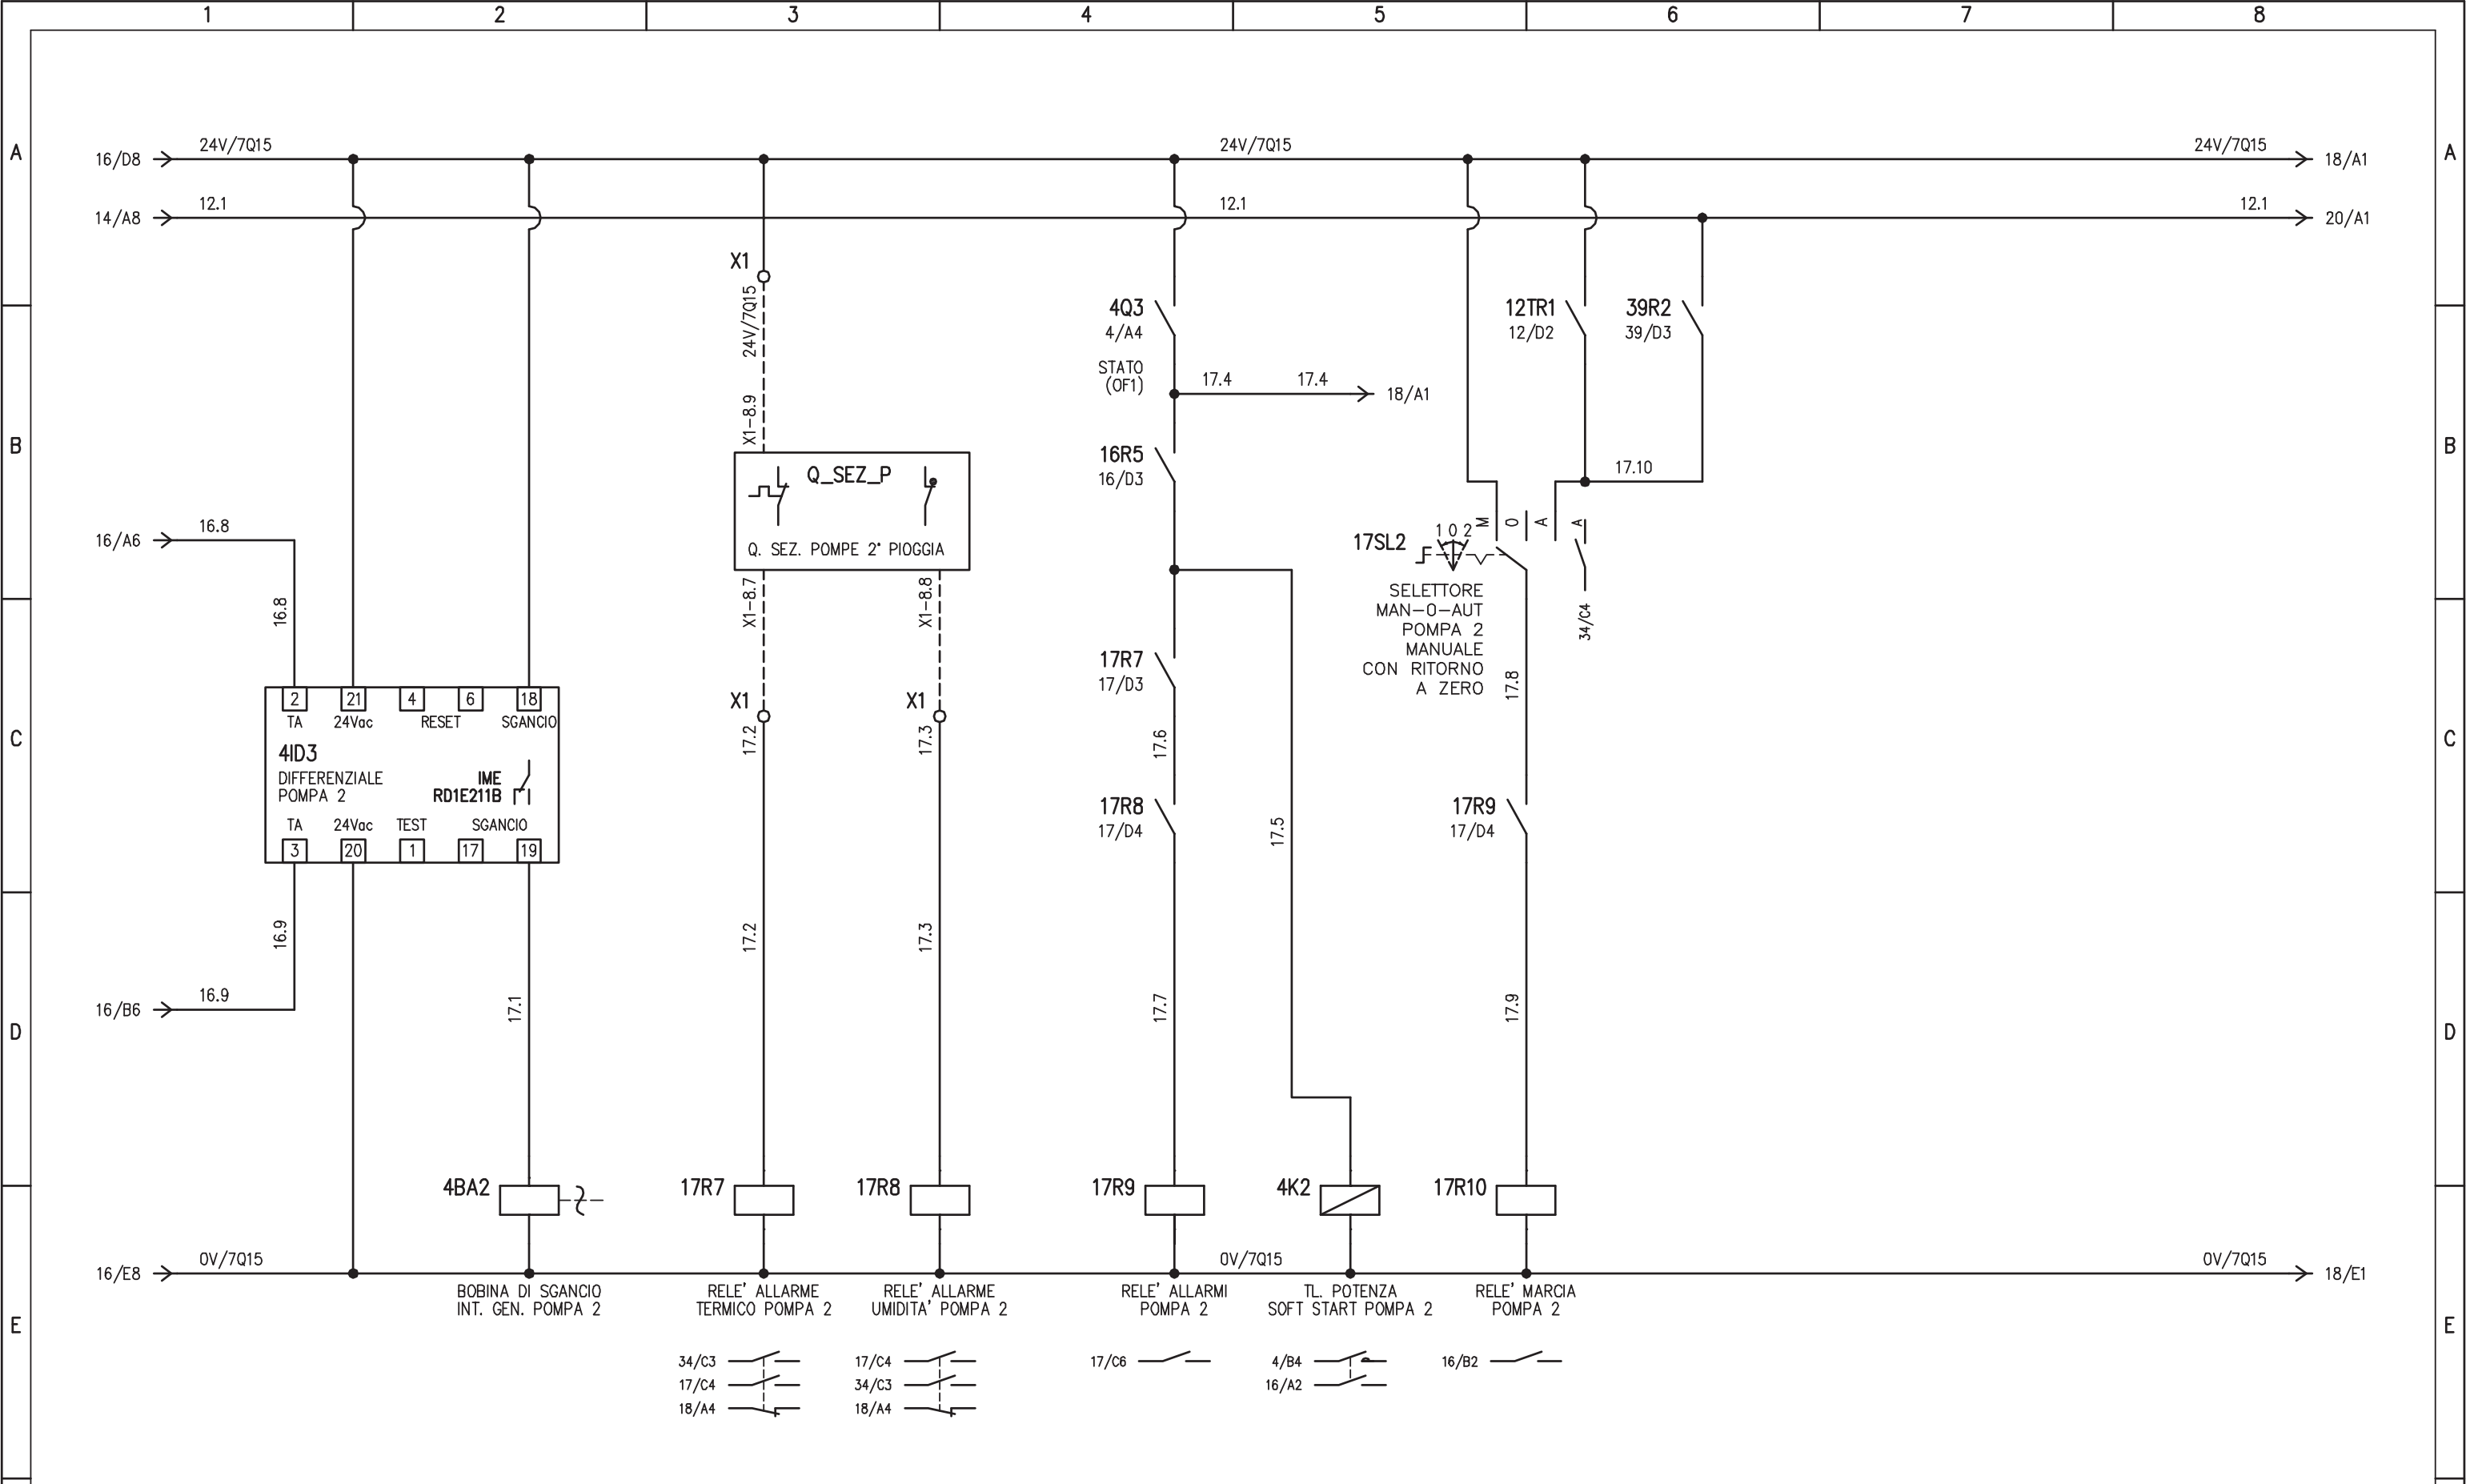 1 2 3 4 5 6 7 8
A A
16/D8 24V/7Q15 24V/7Q15 24V/7Q15 18/A1
14/A8 12.1 12.1 12.1 20/A1
X1
24V/7Q15
X1-8.9
4Q3
4/A4
STATO
(OF1)
17.4 17.4 18/A1
12TR1
12/D2
39R2
39/D3
B B
16R5
16/D3
17.10
Q_SEZ_P
Q. SEZ. POMPE 2° PIOGGIA
16/A6 16.8
16.8
X1-8.7
X1-8.8
M O A A
1 0 2
17SL2
SELETTORE
MAN-O-AUT
POMPA 2
MANUALE
CON RITORNO
A ZERO
34/C4
17.8
17R7
17/D3
C C
2 21 4 6 18
TA 24Vac RESET SGANCIO
4ID3
DIFFERENZIALE
POMPA 2
IME
RD1E211B
TA 24Vac TEST SGANCIO
3 20 1 17 19
X1
17.2
X1
17.3
17.6
17R8
17/D4
17.5
17R9
17/D4
16.9
17.2
17.3
D D
16/B6 16.9
17.1
17.7
17.9
4BA2
17R7
17R8
17R9
4K2
17R10
16/E8 0V/7Q15 0V/7Q15 0V/7Q15 18/E1
BOBINA DI SGANCIO
INT. GEN. POMPA 2
RELE' ALLARME
TERMICO POMPA 2
RELE' ALLARME
UMIDITA' POMPA 2
RELE' ALLARMI
POMPA 2
TL. POTENZA
SOFT START POMPA 2
RELE' MARCIA
POMPA 2
E E
34/C3
17/C4
18/A4
17/C4
34/C3
18/A4
17/C6
4/B4
16/A2
16/B2